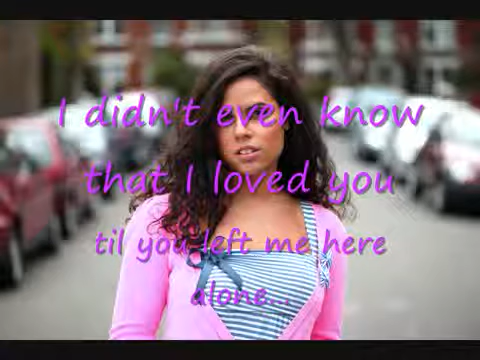 I didn't even know
that I loved you
til you left me here
alone...